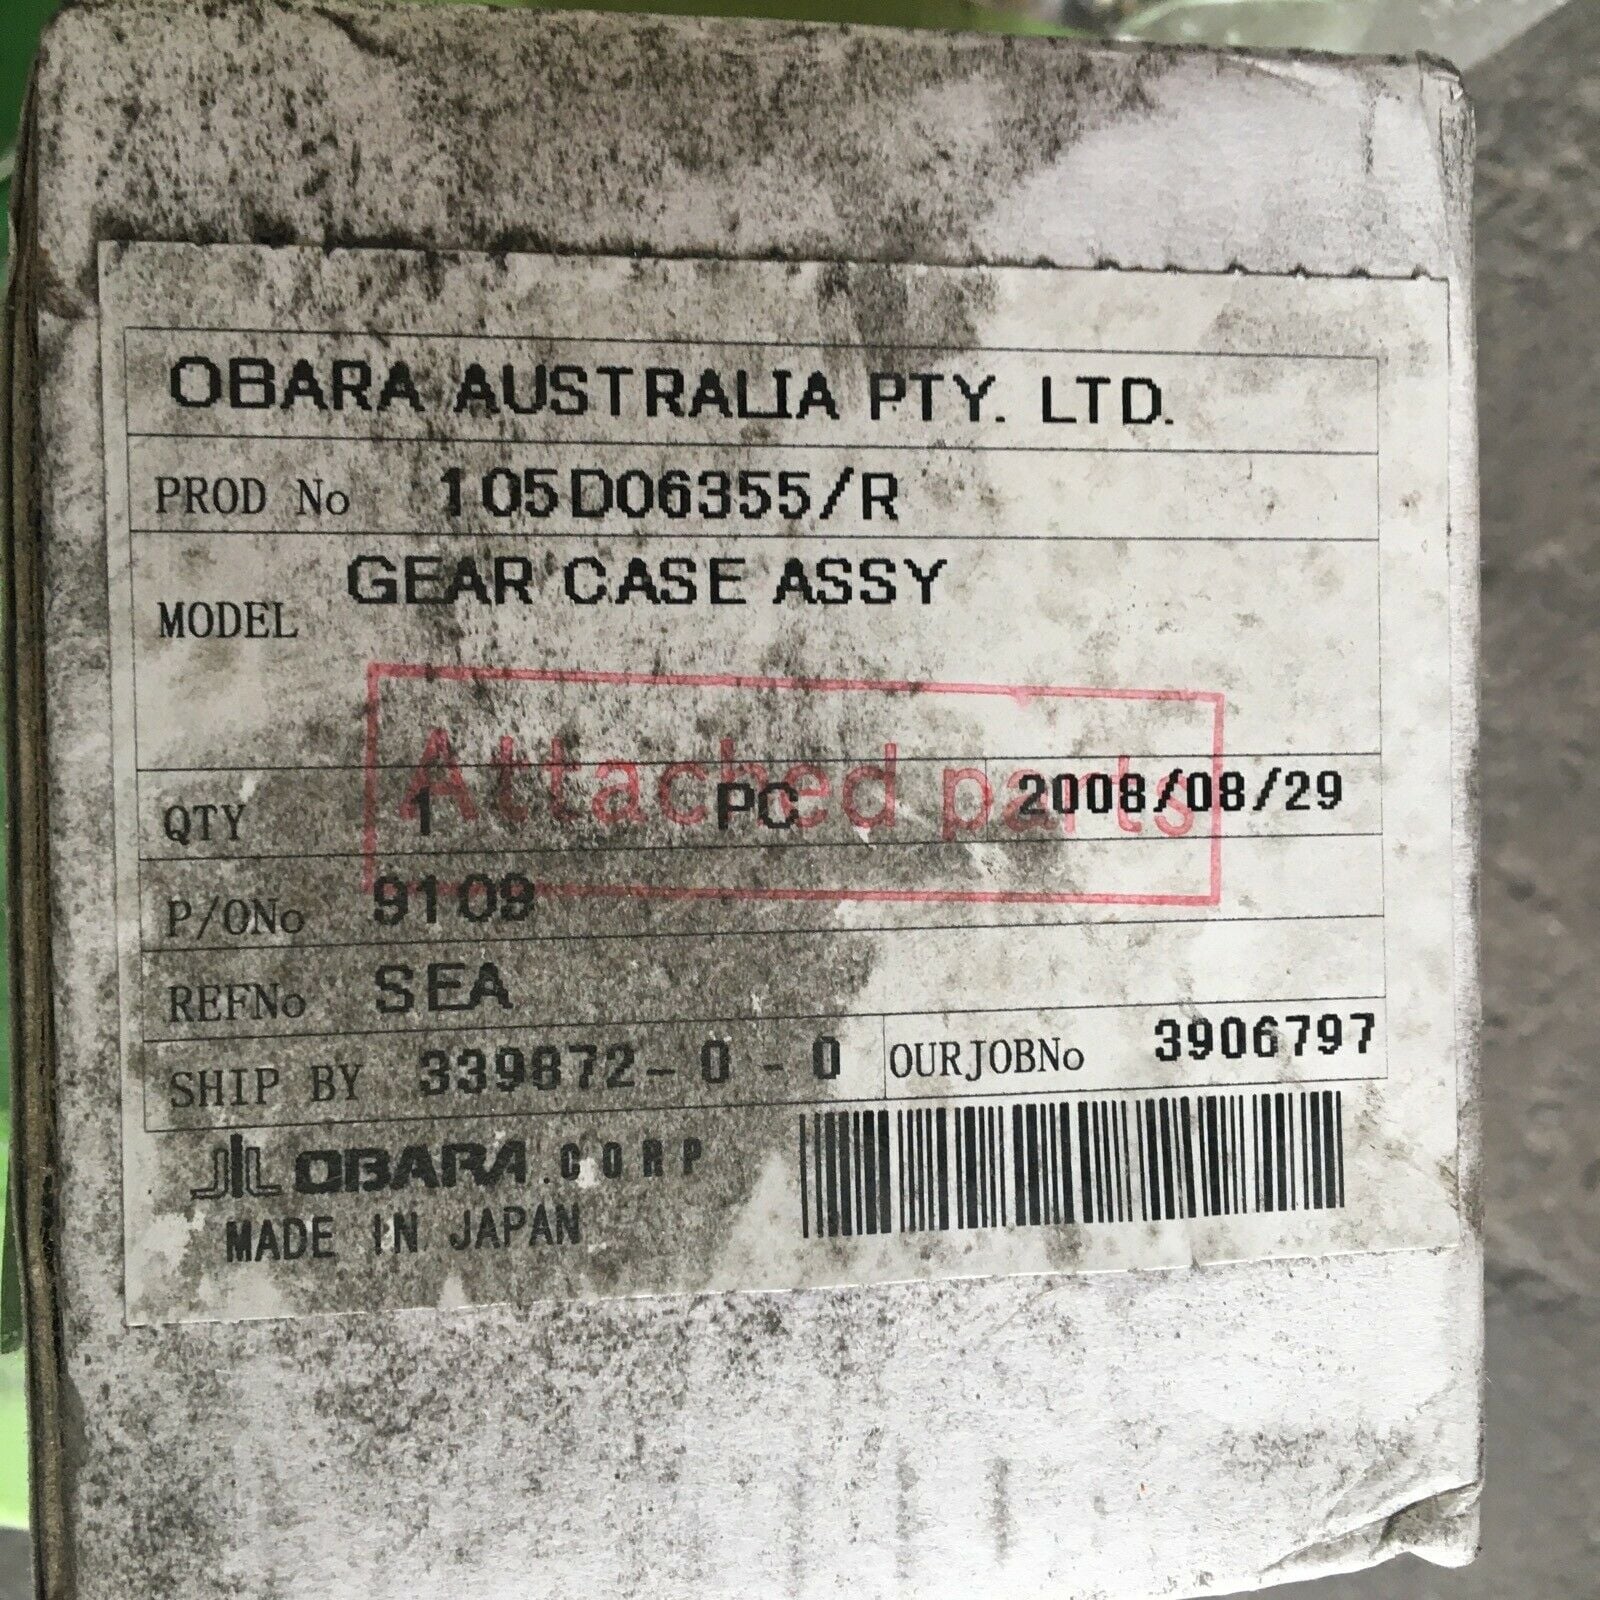 OBARA AUSTRALIA PTY. LTD.
PROD No 105D06355/R
MODEL GEAR CASE ASSY
Attached parts
QTY 1 PC 2008/08/29
P/ONo 9109
REFNo SEA
SHIP BY 339872-0-0 OURJOBNo 3906797
OBARA.CORP
MADE IN JAPAN